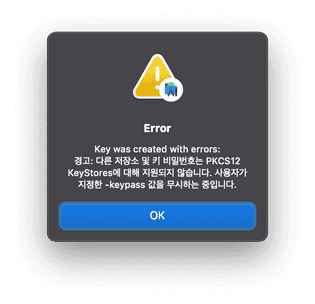 Error
Key was created with errors:
경고: 다른 저장소 및 키 비밀번호는 PKCS12
KeyStores에 대해 지원되지 않습니다. 사용자가
지정한 -keypass 값을 무시하는 중입니다.
OK